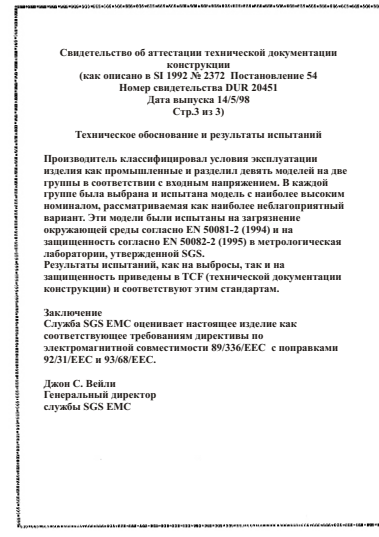 Свидетельство об аттестации технической документации
конструкции
(как описано в SI 1992 № 2372 Постановление 54
Номер свидетельства DUR 20451
Дата выпуска 14/5/98
Стр.3 из 3)
Техническое обоснование и результаты испытаний
Производитель классифицировал условия эксплуатации
изделия как промышленные и разделил девять моделей на две
группы в соответствии с входным напряжением. В каждой
группе была выбрана и испытана модель с наиболее высоким
номиналом, рассматриваемая как наиболее неблагоприятный
вариант. Эти модели были испытаны на загрязнение
окружающей среды согласно EN 50081-2 (1994) и на
защищенность согласно EN 50082-2 (1995) в метрологическая
лаборатории, утвержденной SGS.
Результаты испытаний, как на выбросы, так и на
защищенность приведены в TCF (технической документации
конструкции) и соответствуют этим стандартам.
Заключение
Служба SGS EMC оценивает настоящее изделие как
соответствующее требованиям директивы по
электромагнитной совместимости 89/336/EEC с поправками
92/31/EEC и 93/68/EEC.
Джон С. Вейли
Генеральный директор
службы SGS EMC